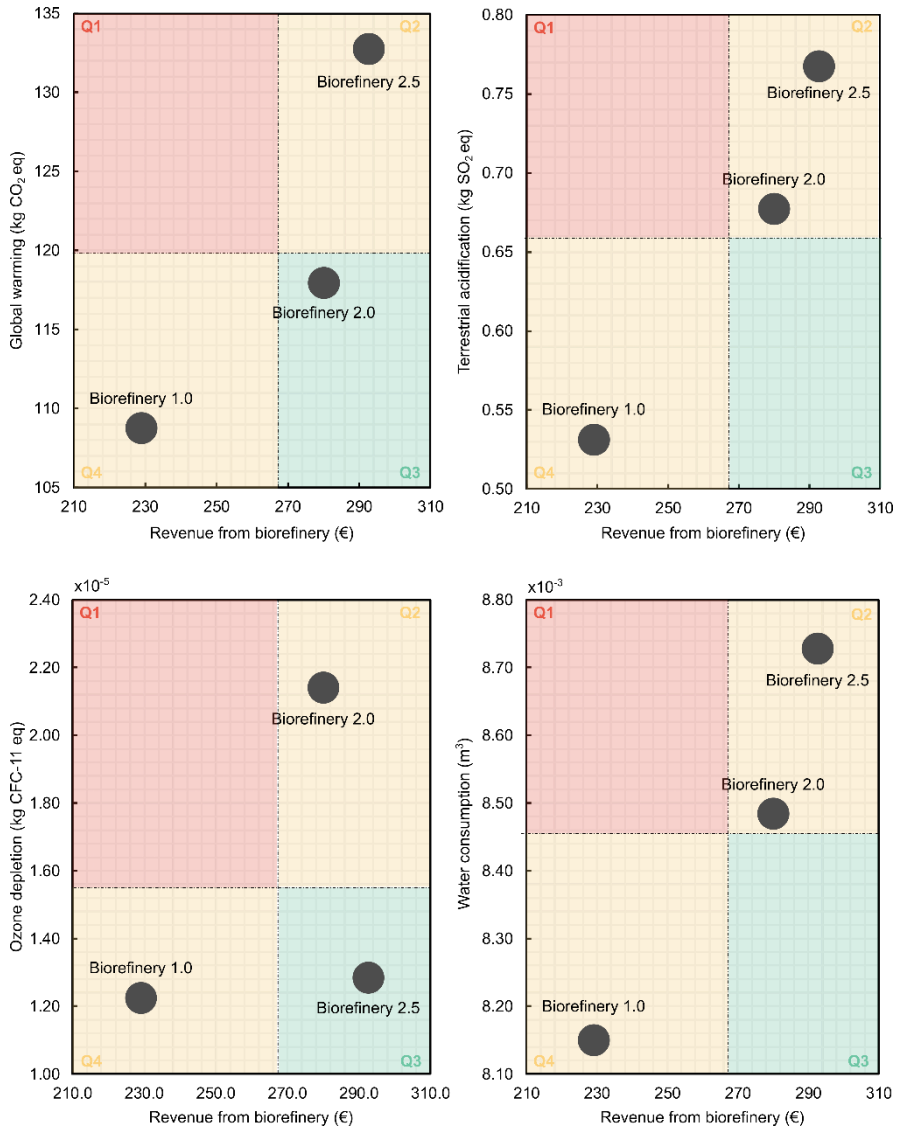 135
Q1
Q2
130
Biorefinery 2.5
125
120
115
Biorefinery 2.0
110
Biorefinery 1.0
Q4
Q3
105
210
230
250
270
290
310
Global warming (kg CO₂ eq)
Revenue from biorefinery (€)
0.80
Q1
Q2
0.75
Biorefinery 2.5
0.70
Biorefinery 2.0
0.65
0.60
0.55
Biorefinery 1.0
Q4
Q3
0.50
210
230
250
270
290
310
Terrestrial acidification (kg SO₂ eq)
Revenue from biorefinery (€)
x10⁻⁵
2.40
Q1
Q2
2.20
Biorefinery 2.0
2.00
1.80
1.60
1.40
Biorefinery 1.0
1.20
Biorefinery 2.5
Q4
Q3
1.00
210.0
230.0
250.0
270.0
290.0
310.0
Ozone depletion (kg CFC-11 eq)
Revenue from biorefinery (€)
x10⁻³
8.80
Q1
Q2
8.70
Biorefinery 2.5
8.60
Biorefinery 2.0
8.50
8.40
8.30
8.20
Biorefinery 1.0
Q4
Q3
8.10
210
230
250
270
290
310
Water consumption (m³)
Revenue from biorefinery (€)